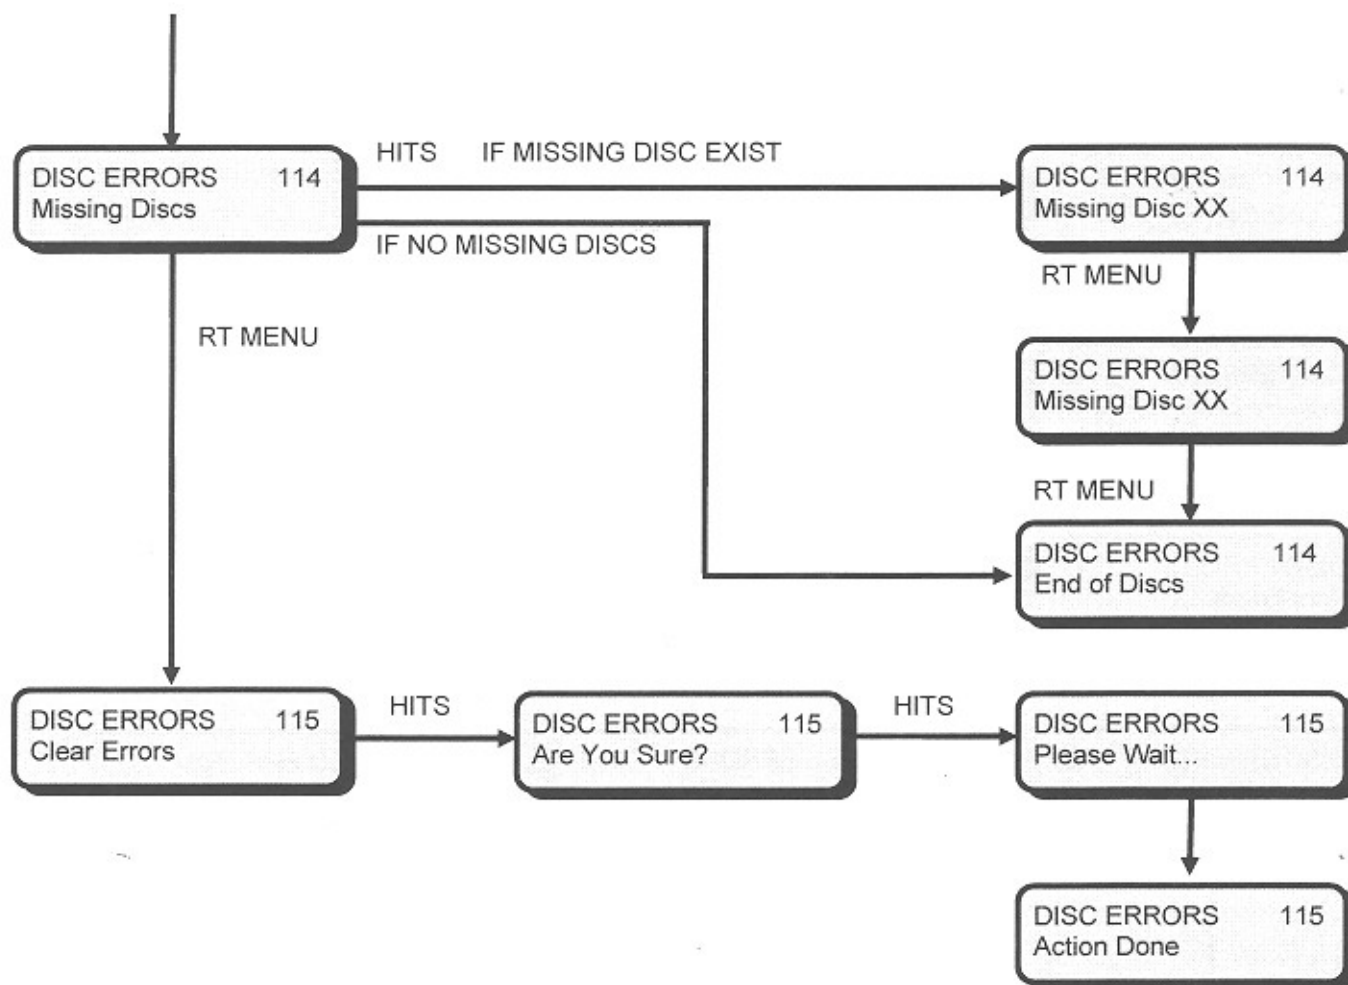 HITS IF MISSING DISC EXIST
DISC ERRORS 114
Missing Discs
IF NO MISSING DISCS
DISC ERRORS 114
Missing Disc XX
RT MENU
RT MENU
DISC ERRORS 114
Missing Disc XX
RT MENU
DISC ERRORS 114
End of Discs
DISC ERRORS 115
Clear Errors
HITS
DISC ERRORS 115
Are You Sure?
HITS
DISC ERRORS 115
Please Wait...
DISC ERRORS 115
Action Done